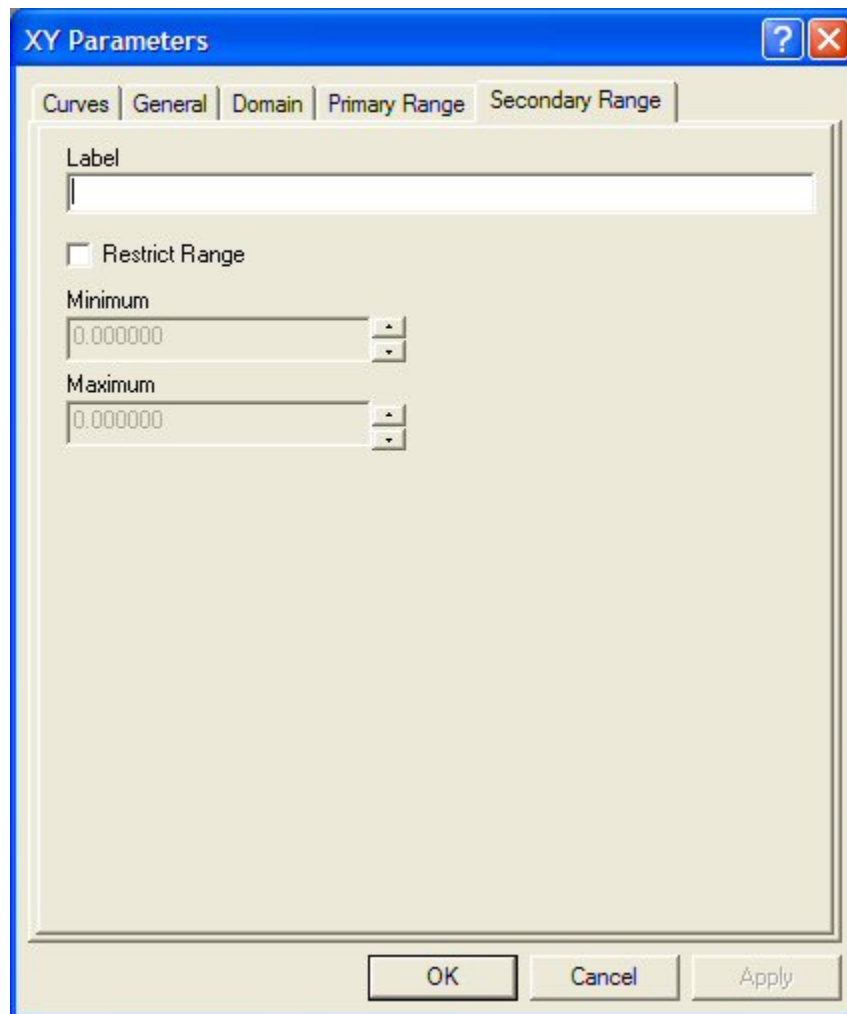 XY Parameters
Curves General Domain Primary Range Secondary Range
Label
Restrict Range
Minimum
0.000000
Maximum
0.000000
OK Cancel Apply